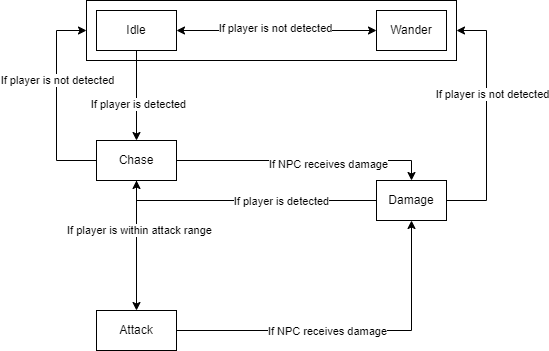 Idle
If player is not detected
Wander
If player is not detected
If player is not detected
If player is detected
Chase
If NPC receives damage
Damage
If player is detected
If player is within attack range
Attack
If NPC receives damage